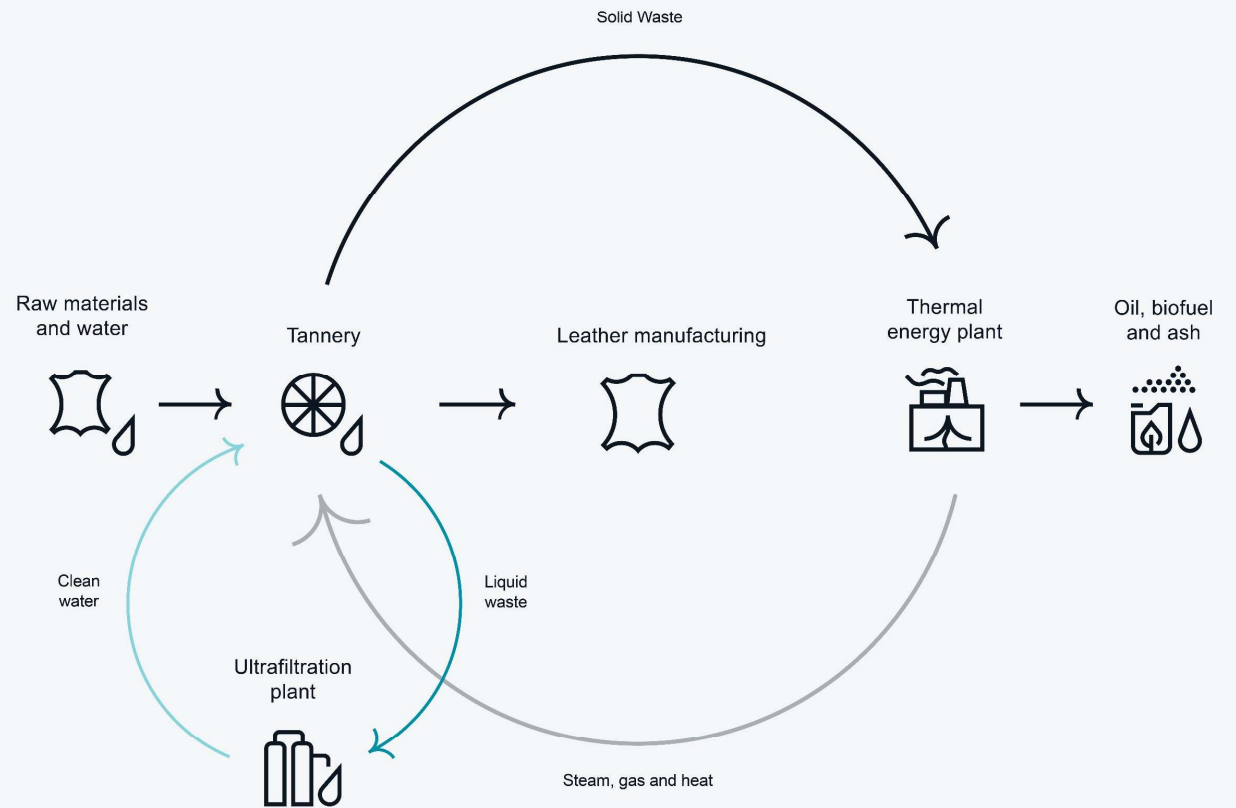 Solid Waste
Raw materials
and water
Tannery
Leather manufacturing
Thermal
energy plant
Oil, biofuel
and ash
Clean
water
Liquid
waste
Ultrafiltration
plant
Steam, gas and heat